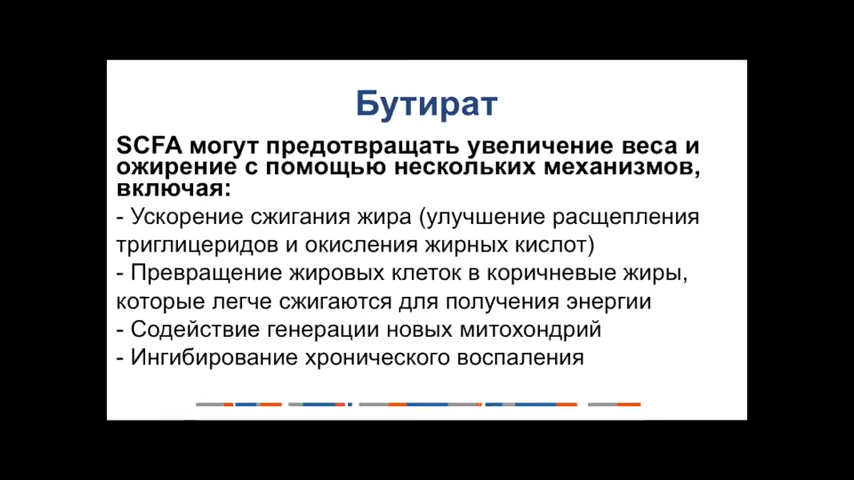 Бутират
SCFA могут предотвращать увеличение веса и
ожирение с помощью нескольких механизмов,
включая:
- Ускорение сжигания жира (улучшение расщепления
триглицеридов и окисления жирных кислот)
- Превращение жировых клеток в коричневые жиры,
которые легче сжигаются для получения энергии
- Содействие генерации новых митохондрий
- Ингибирование хронического воспаления